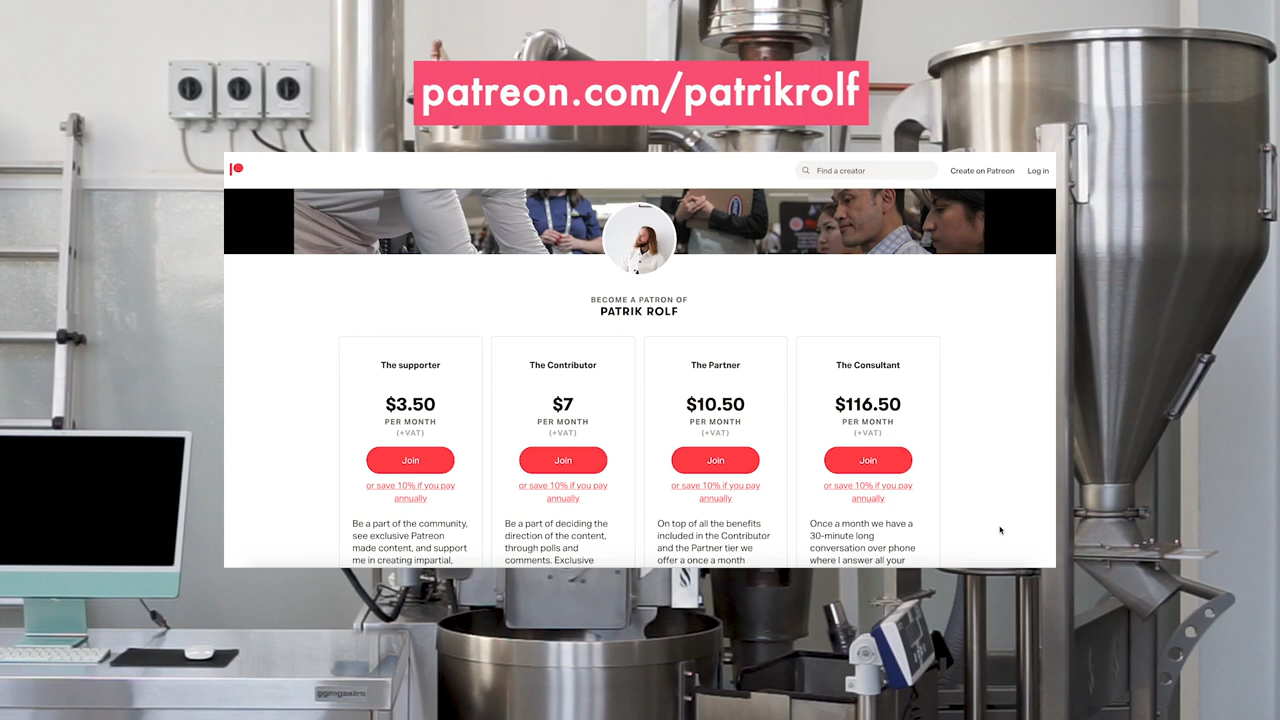 patreon.com/patrikrolf
Find a creator
Create on Patreon
Log in
BECOME A PATRON OF
PATRIK ROLF
The supporter
$3.50
PER MONTH
(+VAT)
Join
or save 10% if you pay
annually
Be a part of the community,
see exclusive Patreon
made content, and support
me in creating impartial,
The Contributor
$7
PER MONTH
(+VAT)
Join
or save 10% if you pay
annually
Be a part of deciding the
direction of the content,
through polls and
comments. Exclusive
The Partner
$10.50
PER MONTH
(+VAT)
Join
or save 10% if you pay
annually
On top of all the benefits
included in the Contributor
and the Partner tier we
offer a once a month
The Consultant
$116.50
PER MONTH
(+VAT)
Join
or save 10% if you pay
annually
Once a month we have a
30-minute long
conversation over phone
where I answer all your
ggmgastro